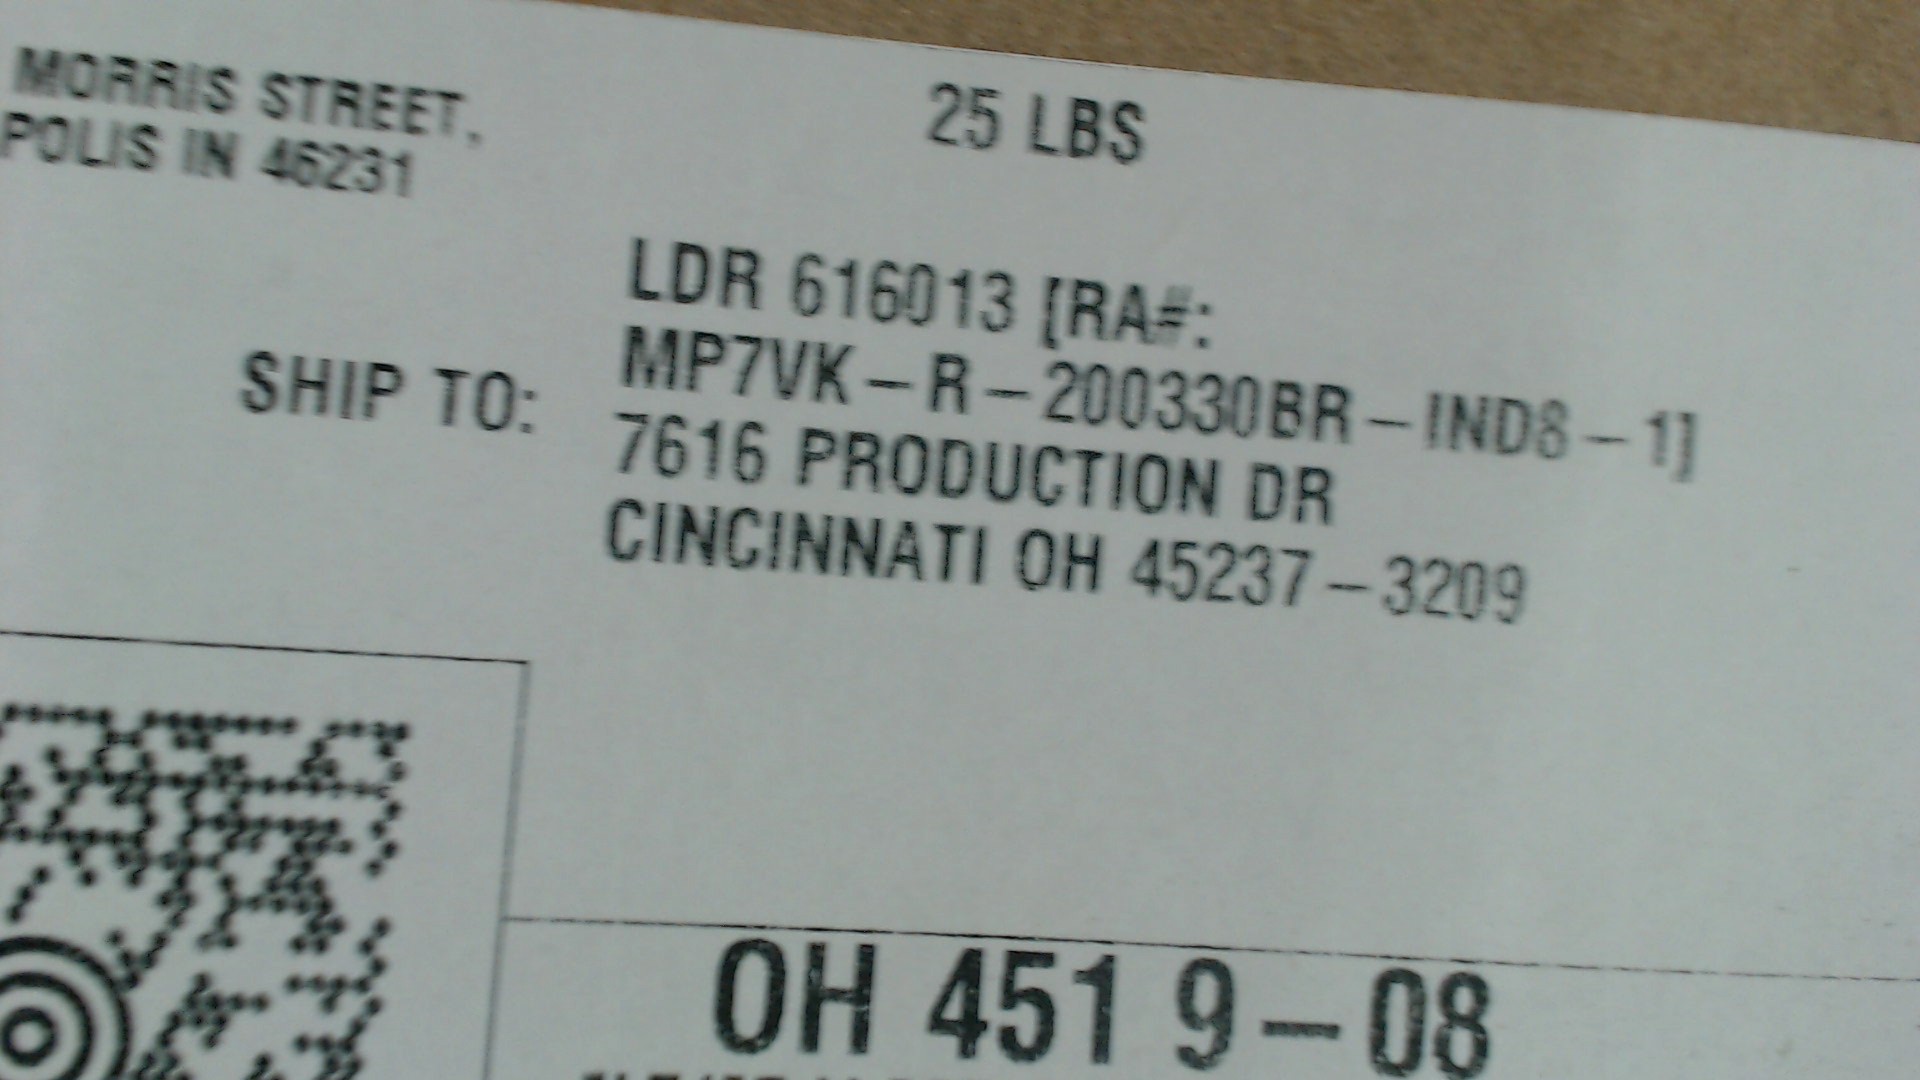 MORRIS STREET,
POLIS IN 46231
25 LBS
LDR 616013 [RA#:
SHIP TO:
MP7VK-R-200330BR-IND8-1]
7616 PRODUCTION DR
CINCINNATI OH 45237-3209
OH 451 9-08